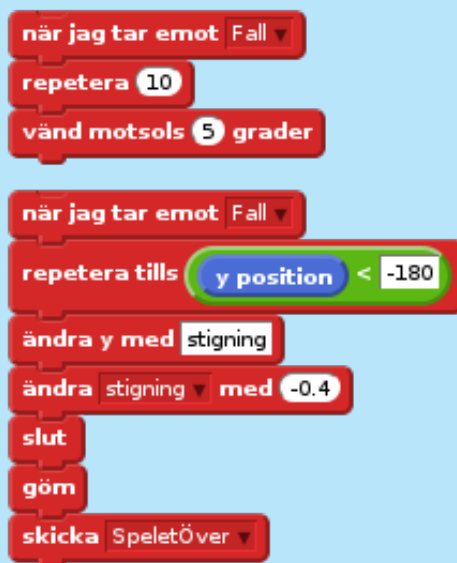 när jag tar emot Fall
repetera 10
vänd motsols 5 grader
när jag tar emot Fall
repetera tills y position < -180
ändra y med stigning
ändra stigning med -0.4
slut
göm
skicka SpeletÖver